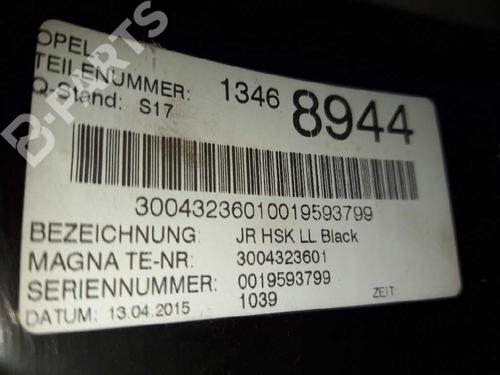 OPEL
TEILENUMMER: 1346 8944
Q-Stand: S17
30043236010019593799
BEZEICHNUNG: JR HSK LL Black
MAGNA TE-NR: 3004323601
SERIENNUMMER: 0019593799
DATUM: 13.04.2015 1039 ZEIT:
B-PARTS